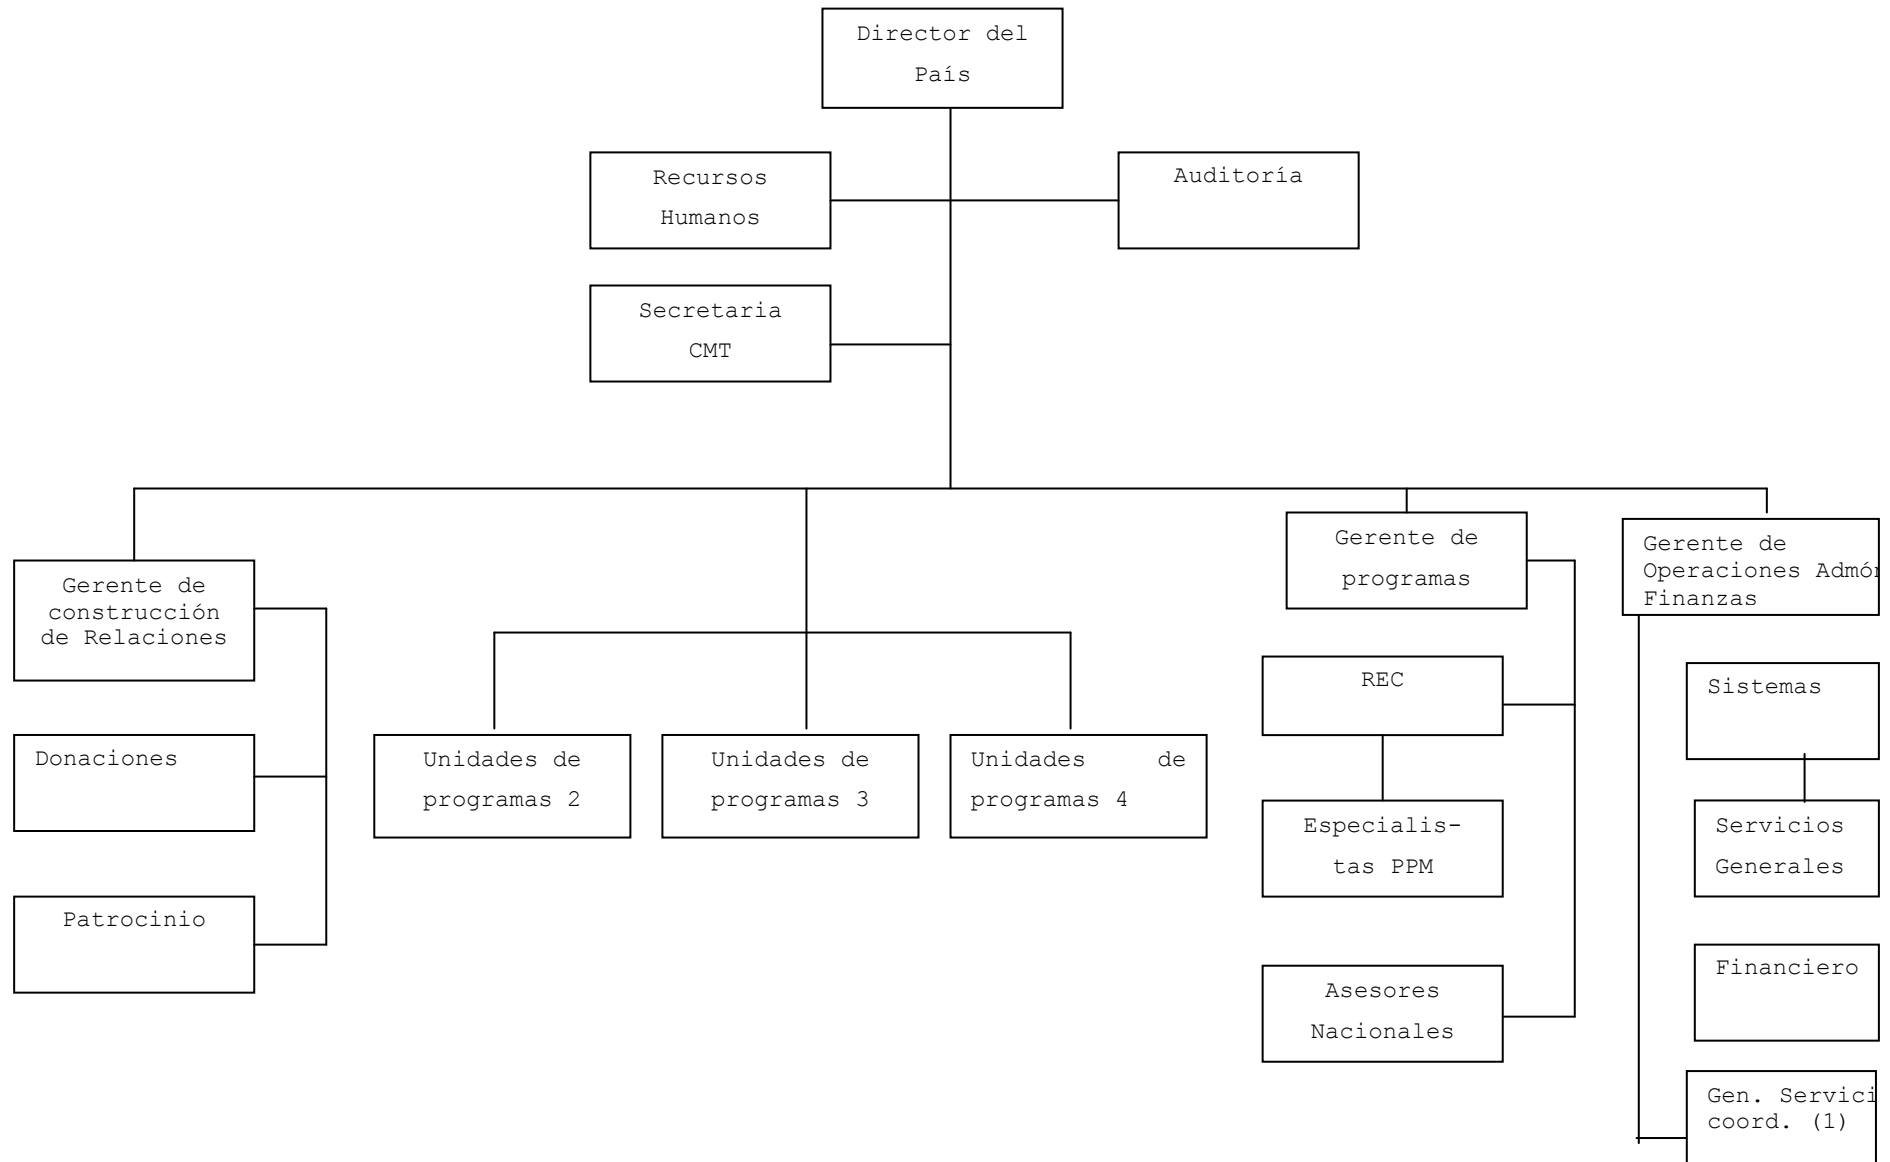 Director del
País
Recursos
Humanos
Auditoría
Secretaria
CMT
Gerente de
construcción
de Relaciones
Donaciones
Patrocinio
Unidades de
programas 2
Unidades de
programas 3
Unidades de
programas 4
Gerente de
programas
REC
Especialis-
tas PPM
Asesores
Nacionales
Gerente de
Operaciones Admón
Finanzas
Sistemas
Servicios
Generales
Financiero
Gen. Servici
coord. (1)